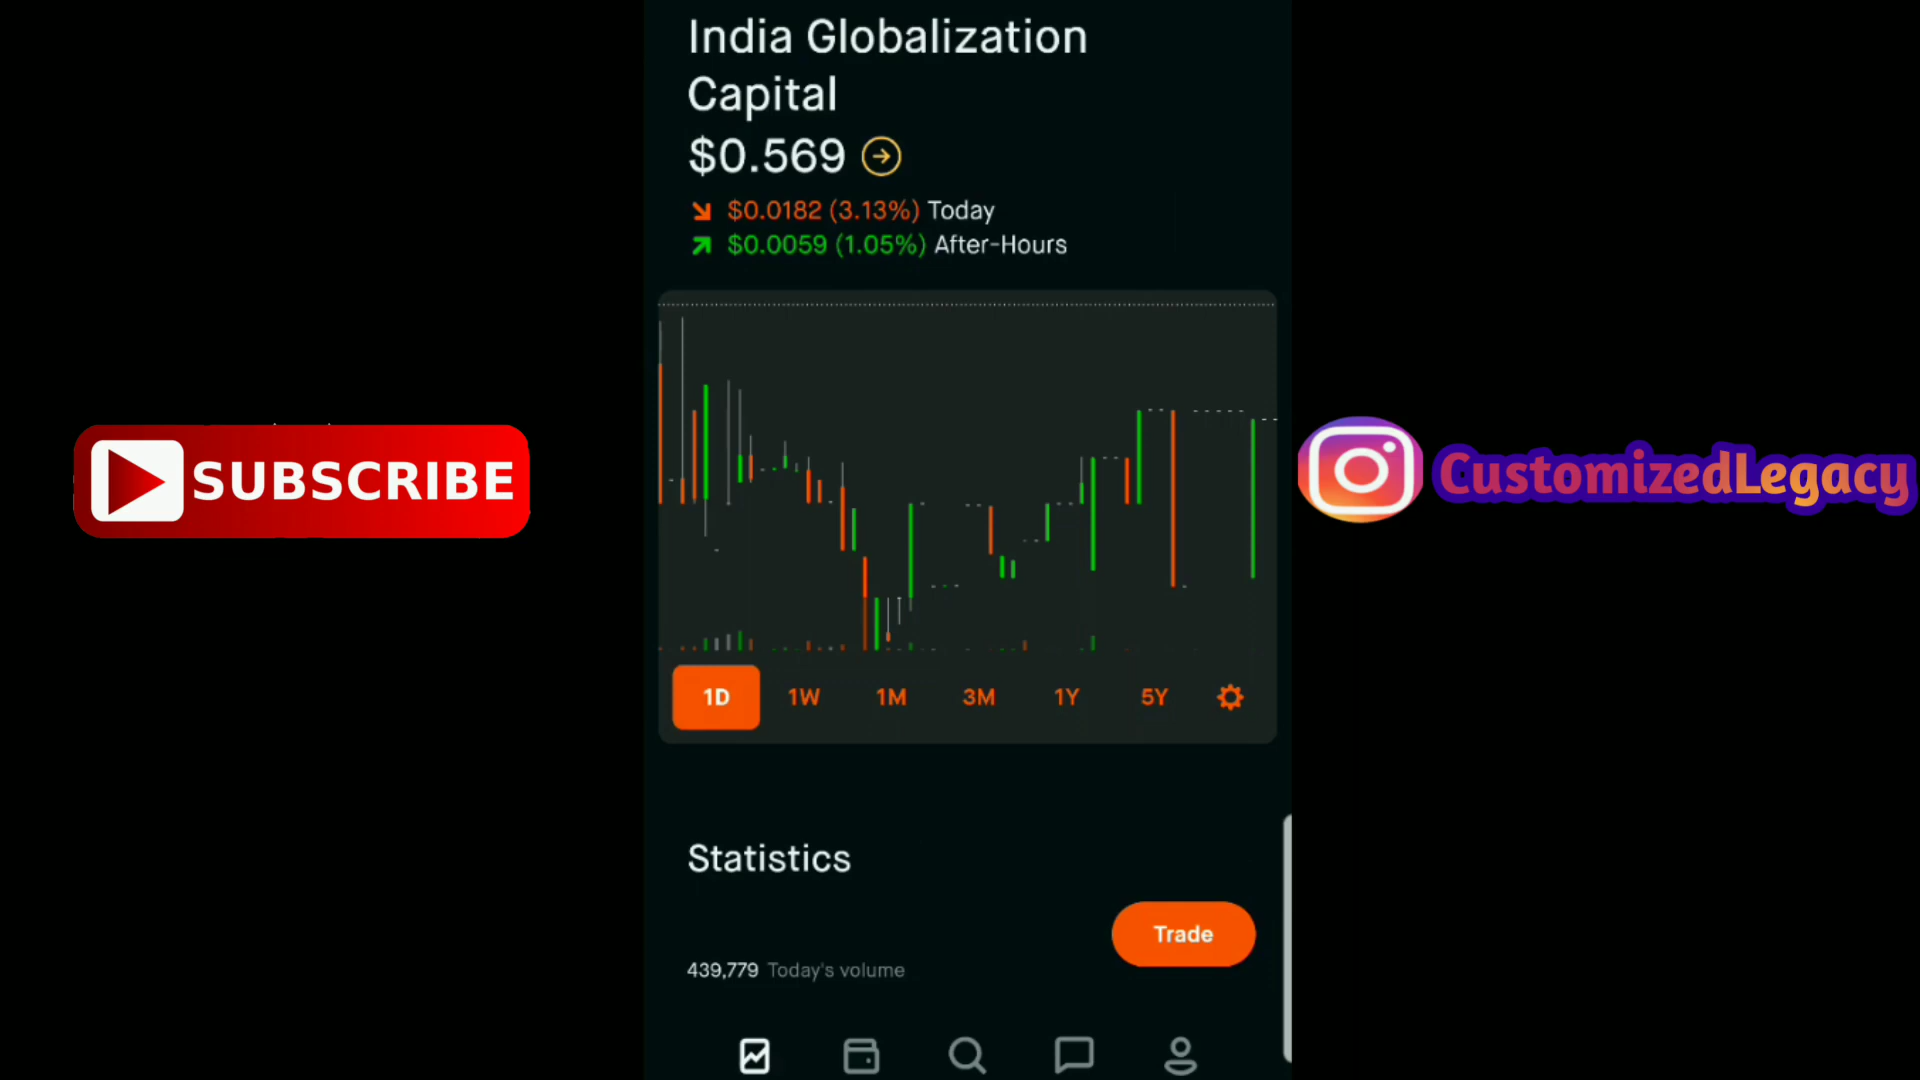 India Globalization
Capital
$0.569
$0.0182 (3.13%) Today
$0.0059 (1.05%) After-Hours
SUBSCRIBE
CustomizedLegacy
1D 1W 1M 3M 1Y 5Y
Statistics
Trade
439,779 Today's volume